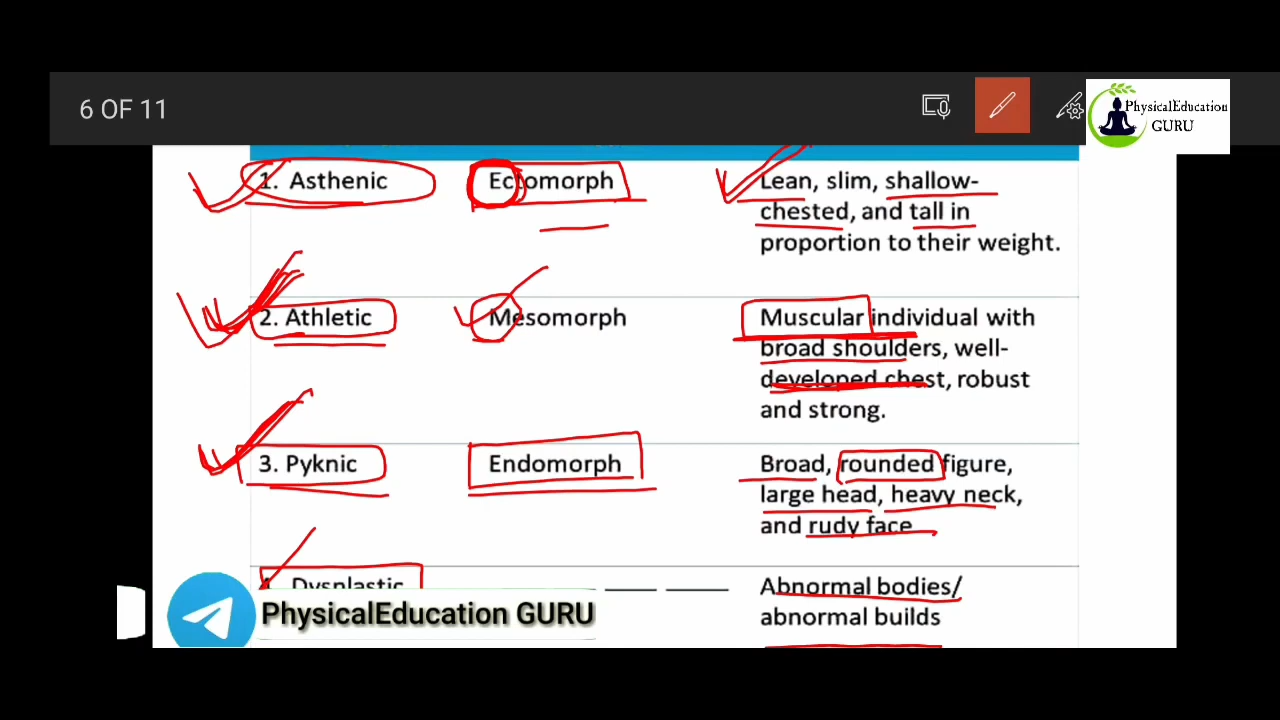 6 OF 11
PhysicalEducation
GURU
1. Asthenic
Ectomorph
Lean, slim, shallow-
chested, and tall in
proportion to their weight.
2. Athletic
Mesomorph
Muscular individual with
broad shoulders, well-
developed chest, robust
and strong.
3. Pyknic
Endomorph
Broad, rounded figure,
large head, heavy neck,
and rudy face
4. Dysplastic
Abnormal bodies/
abnormal builds
PhysicalEducation GURU